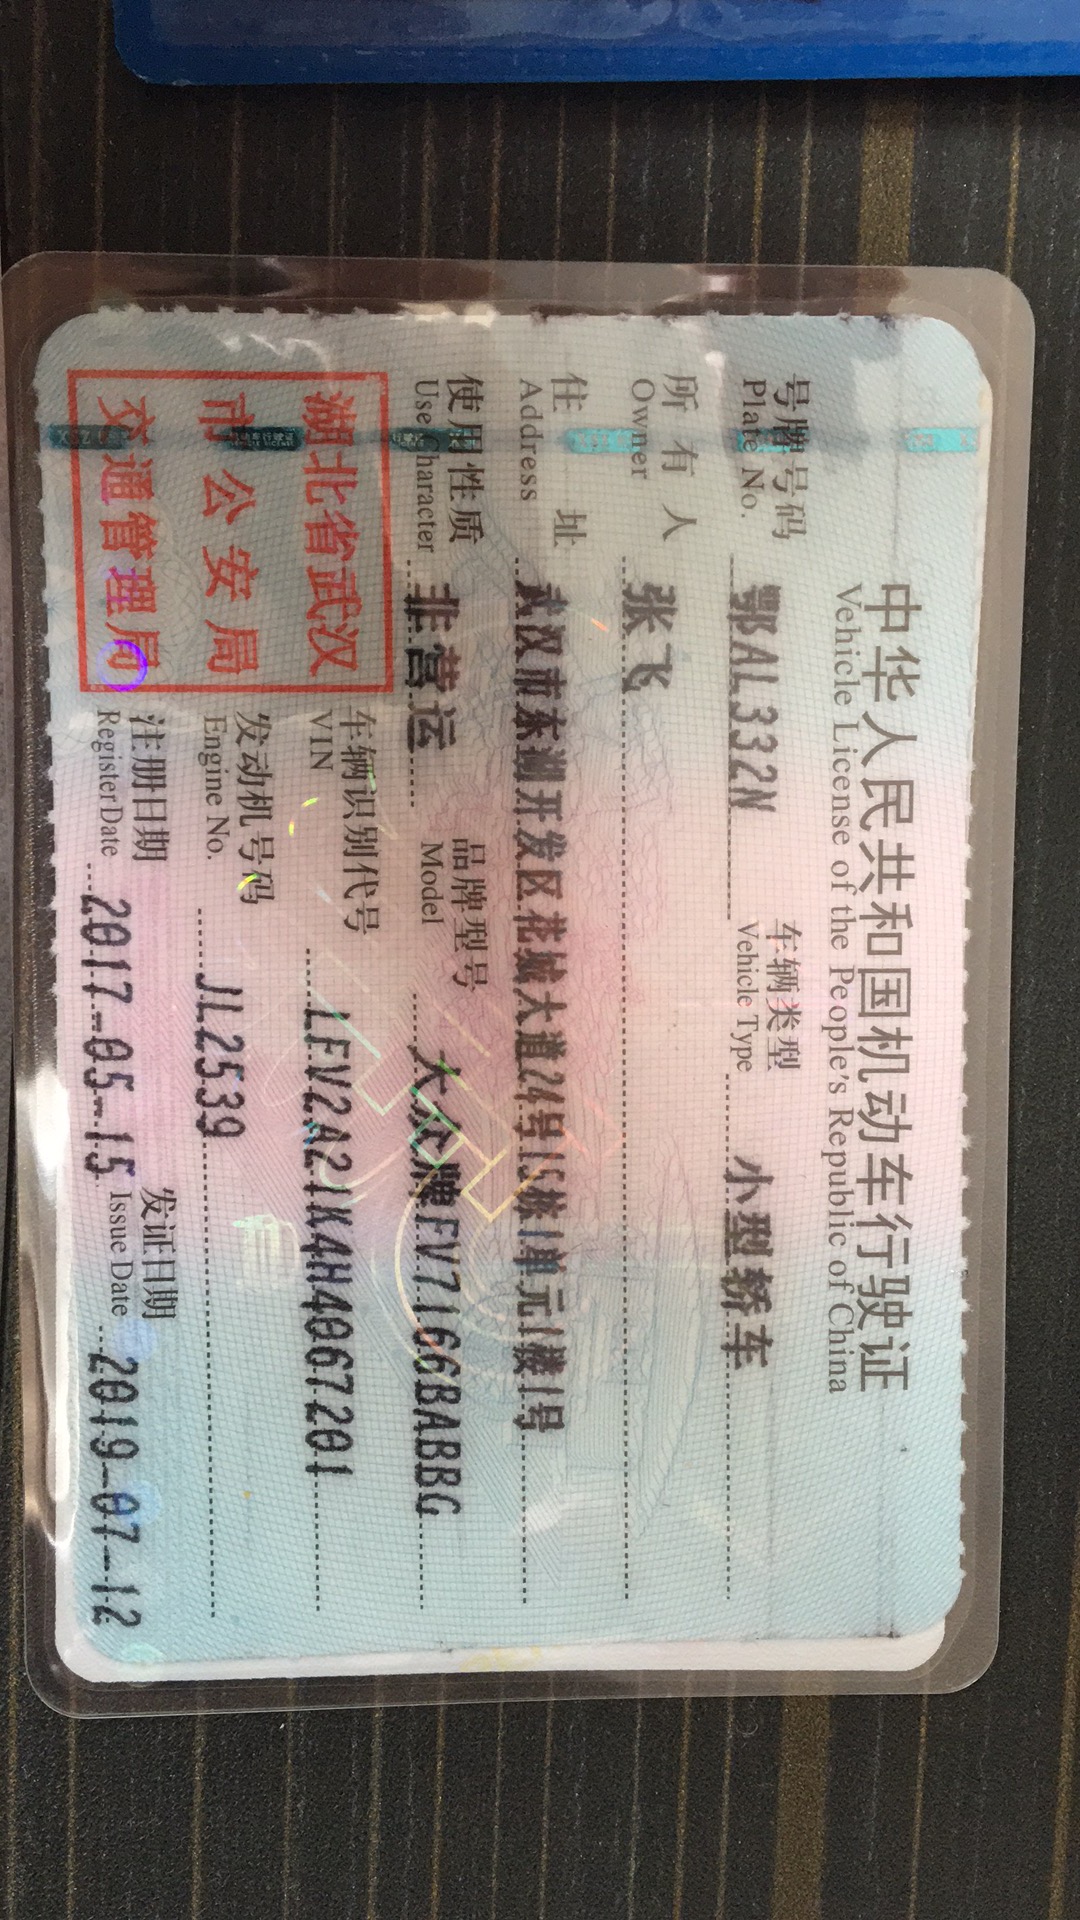 中华人民共和国机动车行驶证
Vehicle License of the People's Republic of China
号牌号码 鄂AL332N 车辆类型 小型轿车
Plate No. Vehicle Type
所有人 张飞
Owner
住址 武汉市东湖开发区花城大道24号15栋1单元1楼1号
Address
使用性质 非营运 品牌型号 大众牌FV7166BABBG
Use Character Model
湖北省武汉
市公安局
交通管理局
车辆识别代号 LFV2A21K4H4067201
VIN
发动机号码 JL2539
Engine No.
注册日期 2017-05-15 发证日期 2019-07-12
Register Date Issue Date